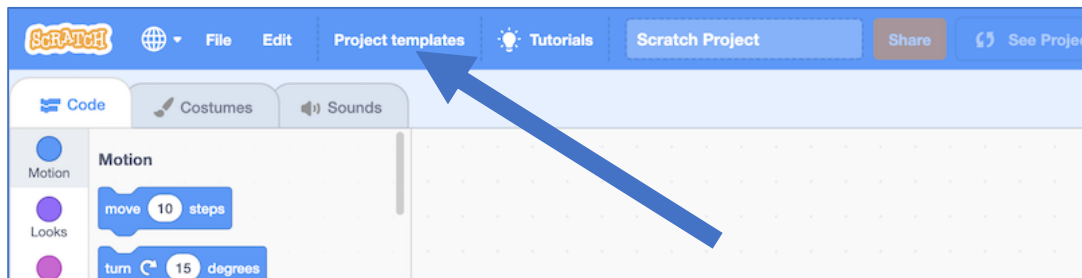 SCRATCH File Edit Project templates Tutorials Scratch Project Share See Projec
Code Costumes Sounds
Motion
Motion
move 10 steps
Looks
turn 15 degrees